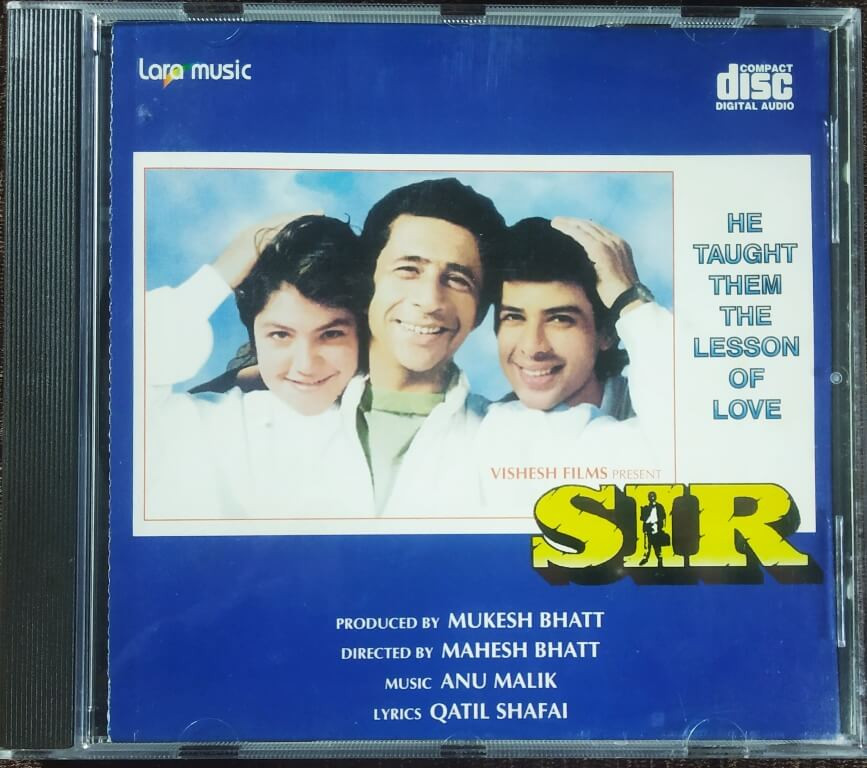 Lara music
COMPACT
disc
DIGITAL AUDIO
HE
TAUGHT
THEM
THE
LESSON
OF
LOVE
VISHESH FILMS PRESENT
SIR
PRODUCED BY MUKESH BHATT
DIRECTED BY MAHESH BHATT
MUSIC ANU MALIK
LYRICS QATIL SHAFAI